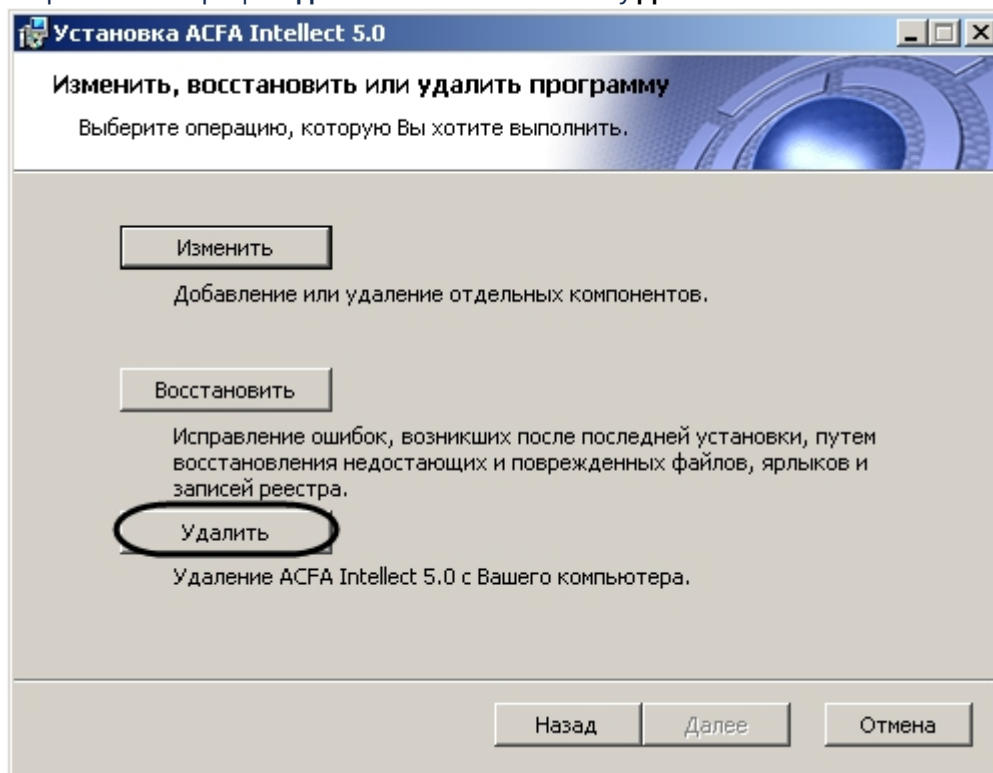 Установка ACFA Intellect 5.0
Изменить, восстановить или удалить программу
Выберите операцию, которую Вы хотите выполнить.
Изменить
Добавление или удаление отдельных компонентов.
Восстановить
Исправление ошибок, возникших после последней установки, путем
восстановления недостающих и поврежденных файлов, ярлыков и
записей реестра.
Удалить
Удаление ACFA Intellect 5.0 с Вашего компьютера.
Назад
Далее
Отмена